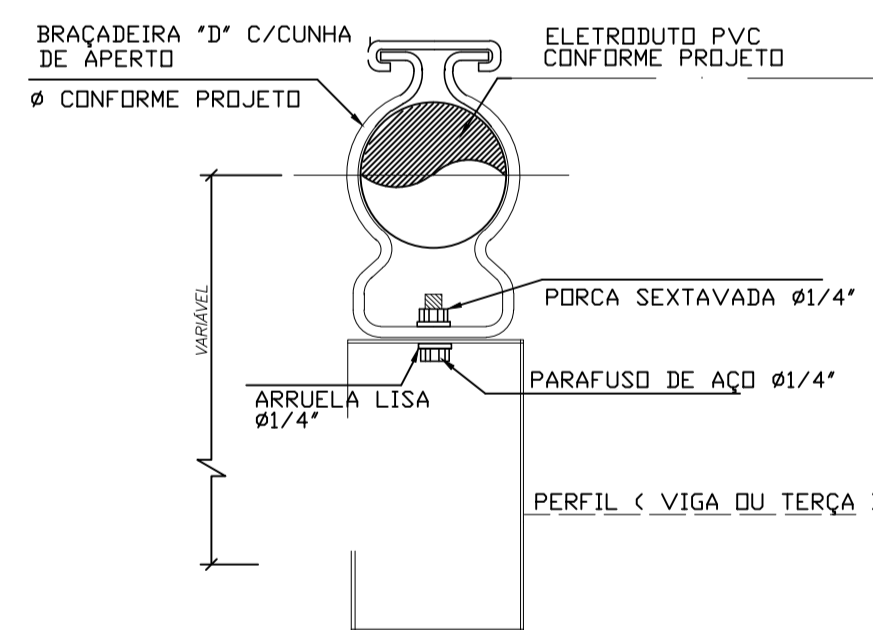 BRAÇADEIRA "D" C/CUNHA
DE APERTO
Ø CONFORME PROJETO
ELETRODUTO PVC
CONFORME PROJETO
VARIÁVEL
PORCA SEXTAVADA Ø1/4"
PARAFUSO DE AÇO Ø1/4"
ARRUELA LISA
Ø1/4"
PERFIL ( VIGA OU TERÇA )